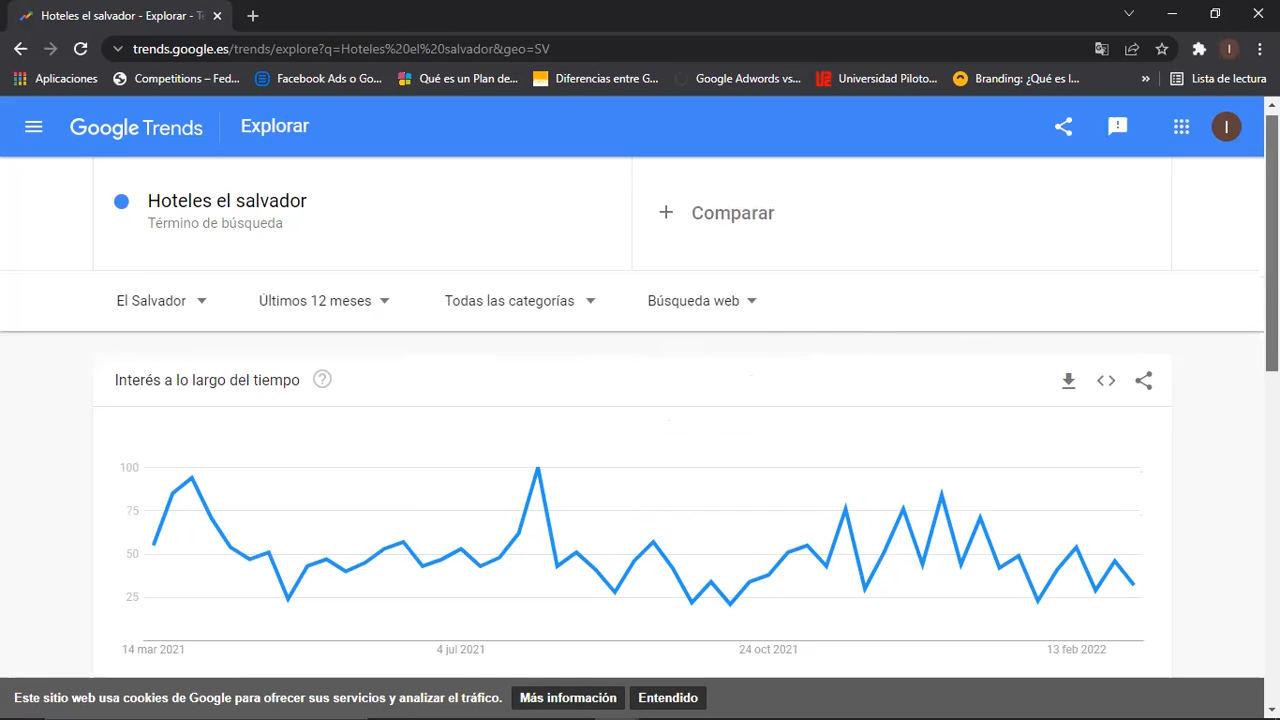 Hoteles el salvador - Explorar - Te
trends.google.es/trends/explore?q=Hoteles%20el%20salvador&geo=SV
Aplicaciones Competitions – Fed... Facebook Ads o Go... Qué es un Plan de... Diferencias entre G... Google Adwords vs... Universidad Piloto... Branding: ¿Qué es l... » Lista de lectura
Google Trends Explorar I
Hoteles el salvador
Término de búsqueda
+ Comparar
El Salvador Últimos 12 meses Todas las categorías Búsqueda web
Interés a lo largo del tiempo ?
100
75
50
25
14 mar 2021 4 jul 2021 24 oct 2021 13 feb 2022
Este sitio web usa cookies de Google para ofrecer sus servicios y analizar el tráfico. Más información Entendido